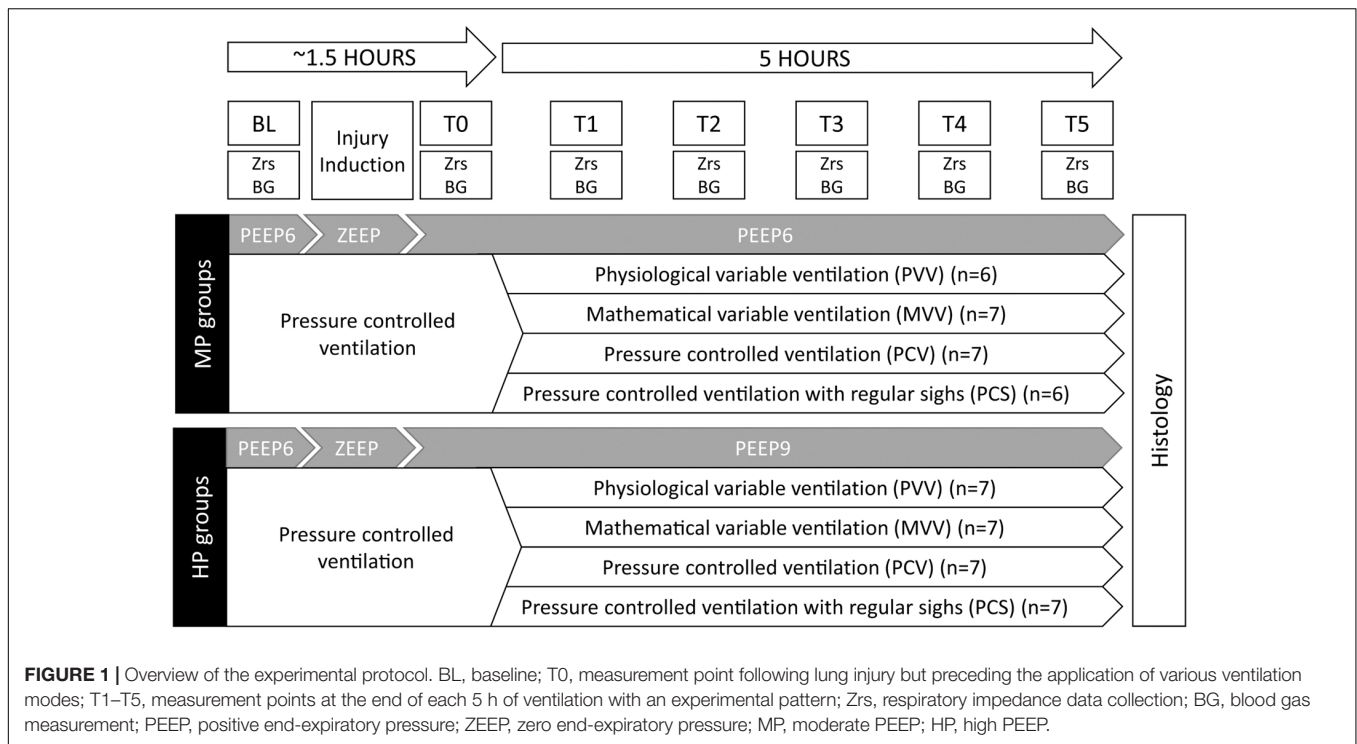 ~1.5 HOURS
5 HOURS
BL
Injury
Induction
T0
T1
T2
T3
T4
T5
Zrs
BG
Zrs
BG
Zrs
BG
Zrs
BG
Zrs
BG
Zrs
BG
Zrs
BG
MP groups
PEEP6
ZEEP
PEEP6
Pressure controlled
ventilation
Physiological variable ventilation (PVV) (n=6)
Mathematical variable ventilation (MVV) (n=7)
Pressure controlled ventilation (PCV) (n=7)
Pressure controlled ventilation with regular sighs (PCS) (n=6)
HP groups
PEEP6
ZEEP
PEEP9
Pressure controlled
ventilation
Physiological variable ventilation (PVV) (n=7)
Mathematical variable ventilation (MVV) (n=7)
Pressure controlled ventilation (PCV) (n=7)
Pressure controlled ventilation with regular sighs (PCS) (n=7)
Histology
FIGURE 1 | Overview of the experimental protocol. BL, baseline; T0, measurement point following lung injury but preceding the application of various ventilation
modes; T1–T5, measurement points at the end of each 5 h of ventilation with an experimental pattern; Zrs, respiratory impedance data collection; BG, blood gas
measurement; PEEP, positive end-expiratory pressure; ZEEP, zero end-expiratory pressure; MP, moderate PEEP; HP, high PEEP.